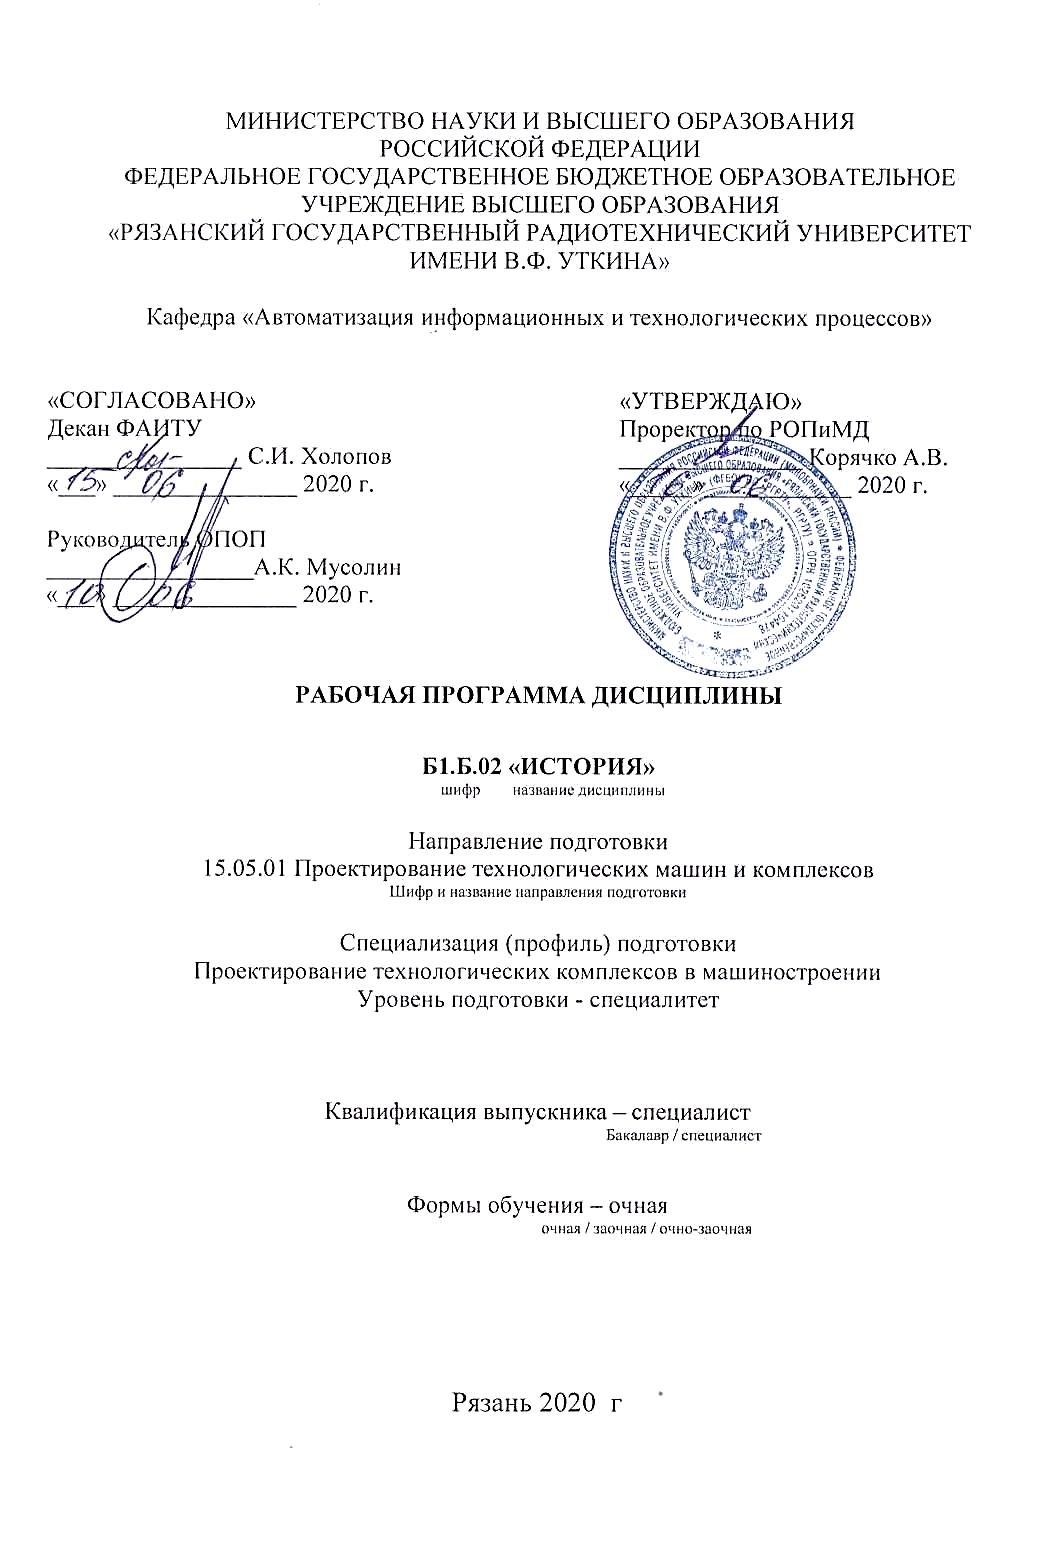 МИНИСТЕРСТВО НАУКИ И ВЫСШЕГО ОБРАЗОВАНИЯ
РОССИЙСКОЙ ФЕДЕРАЦИИ
ФЕДЕРАЛЬНОЕ ГОСУДАРСТВЕННОЕ БЮДЖЕТНОЕ ОБРАЗОВАТЕЛЬНОЕ
УЧРЕЖДЕНИЕ ВЫСШЕГО ОБРАЗОВАНИЯ
«РЯЗАНСКИЙ ГОСУДАРСТВЕННЫЙ РАДИОТЕХНИЧЕСКИЙ УНИВЕРСИТЕТ
ИМЕНИ В.Ф. УТКИНА»
Кафедра «Автоматизация информационных и технологических процессов»
«СОГЛАСОВАНО»
Декан ФАИТУ
С.И. Холопов
«15» 06 2020 г.
Руководитель ОПОП
А.К. Мусолин
«10» 06 2020 г.
«УТВЕРЖДАЮ»
Проректор по РОПиМД
Корячко А.В.
« » 06 2020 г.
РАБОЧАЯ ПРОГРАММА ДИСЦИПЛИНЫ
Б1.Б.02 «ИСТОРИЯ»
шифр название дисциплины
Направление подготовки
15.05.01 Проектирование технологических машин и комплексов
Шифр и название направления подготовки
Специализация (профиль) подготовки
Проектирование технологических комплексов в машиностроении
Уровень подготовки - специалитет
Квалификация выпускника – специалист
Бакалавр / специалист
Формы обучения – очная
очная / заочная / очно-заочная
Рязань 2020 г